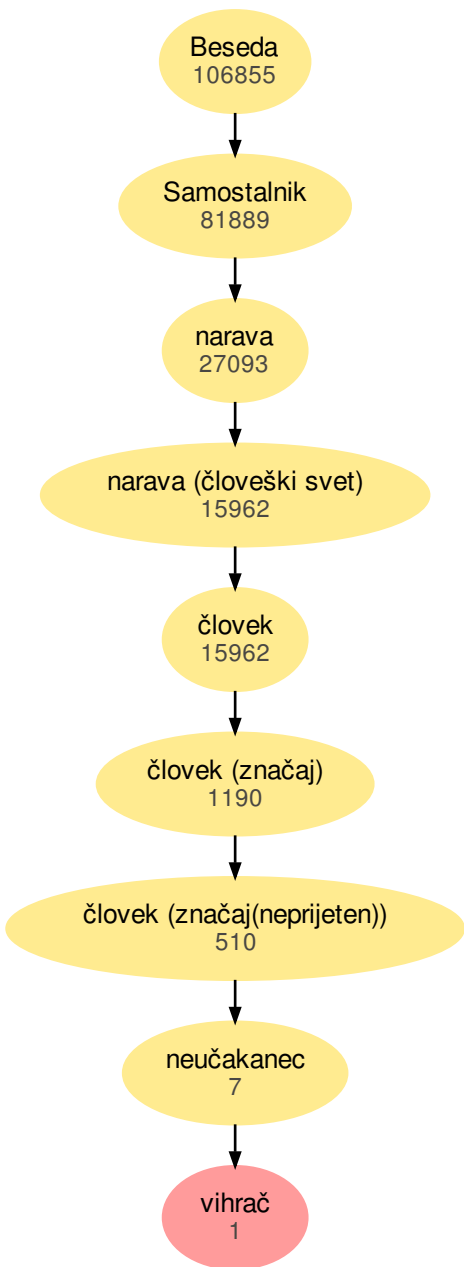 Beseda
106855
Samostalnik
81889
narava
27093
narava (človeški svet)
15962
človek
15962
človek (značaj)
1190
človek (značaj(neprijeten))
510
neučakanec
7
vihrač
1